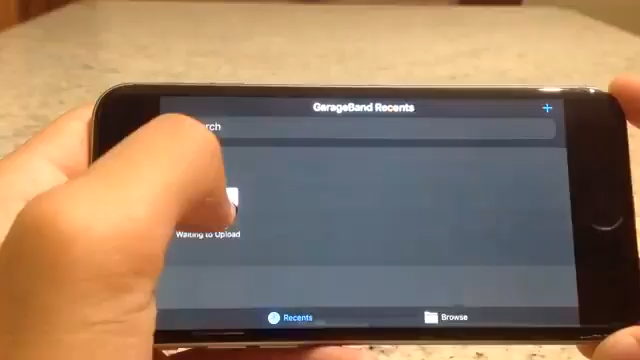 GarageBand Recents
+
arch
Waiting to Upload
Recents
Browse